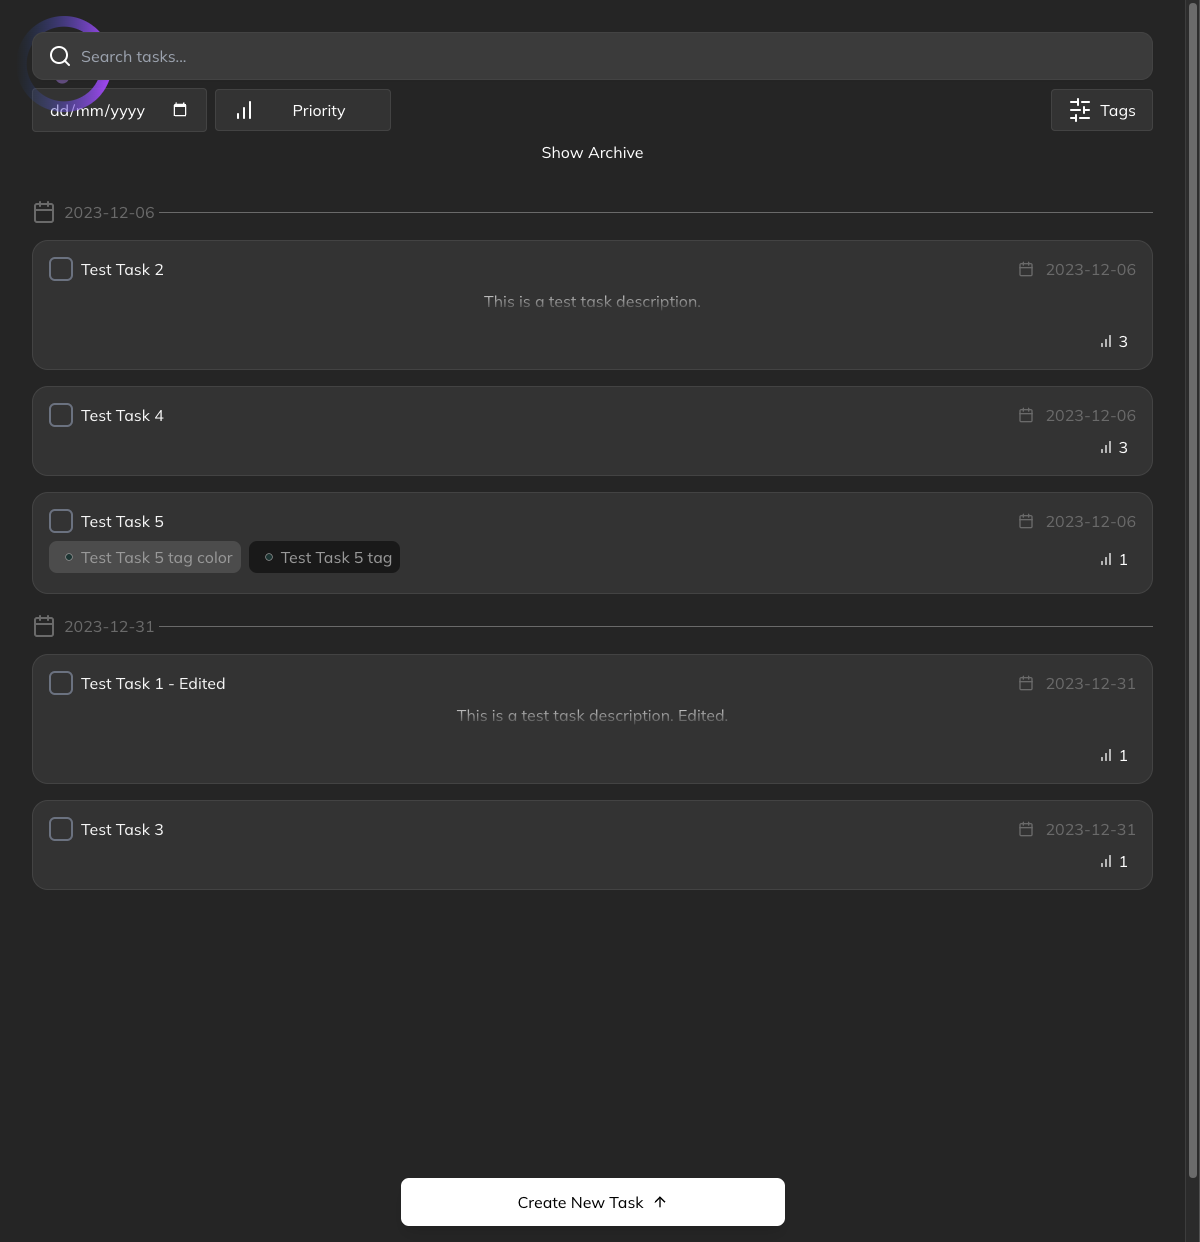 Search tasks...
dd/mm/yyyy Priority Tags
Show Archive
2023-12-06
Test Task 2 2023-12-06
This is a test task description.
3
Test Task 4 2023-12-06
3
Test Task 5 2023-12-06
Test Task 5 tag color Test Task 5 tag 1
2023-12-31
Test Task 1 - Edited 2023-12-31
This is a test task description. Edited.
1
Test Task 3 2023-12-31
1
Create New Task